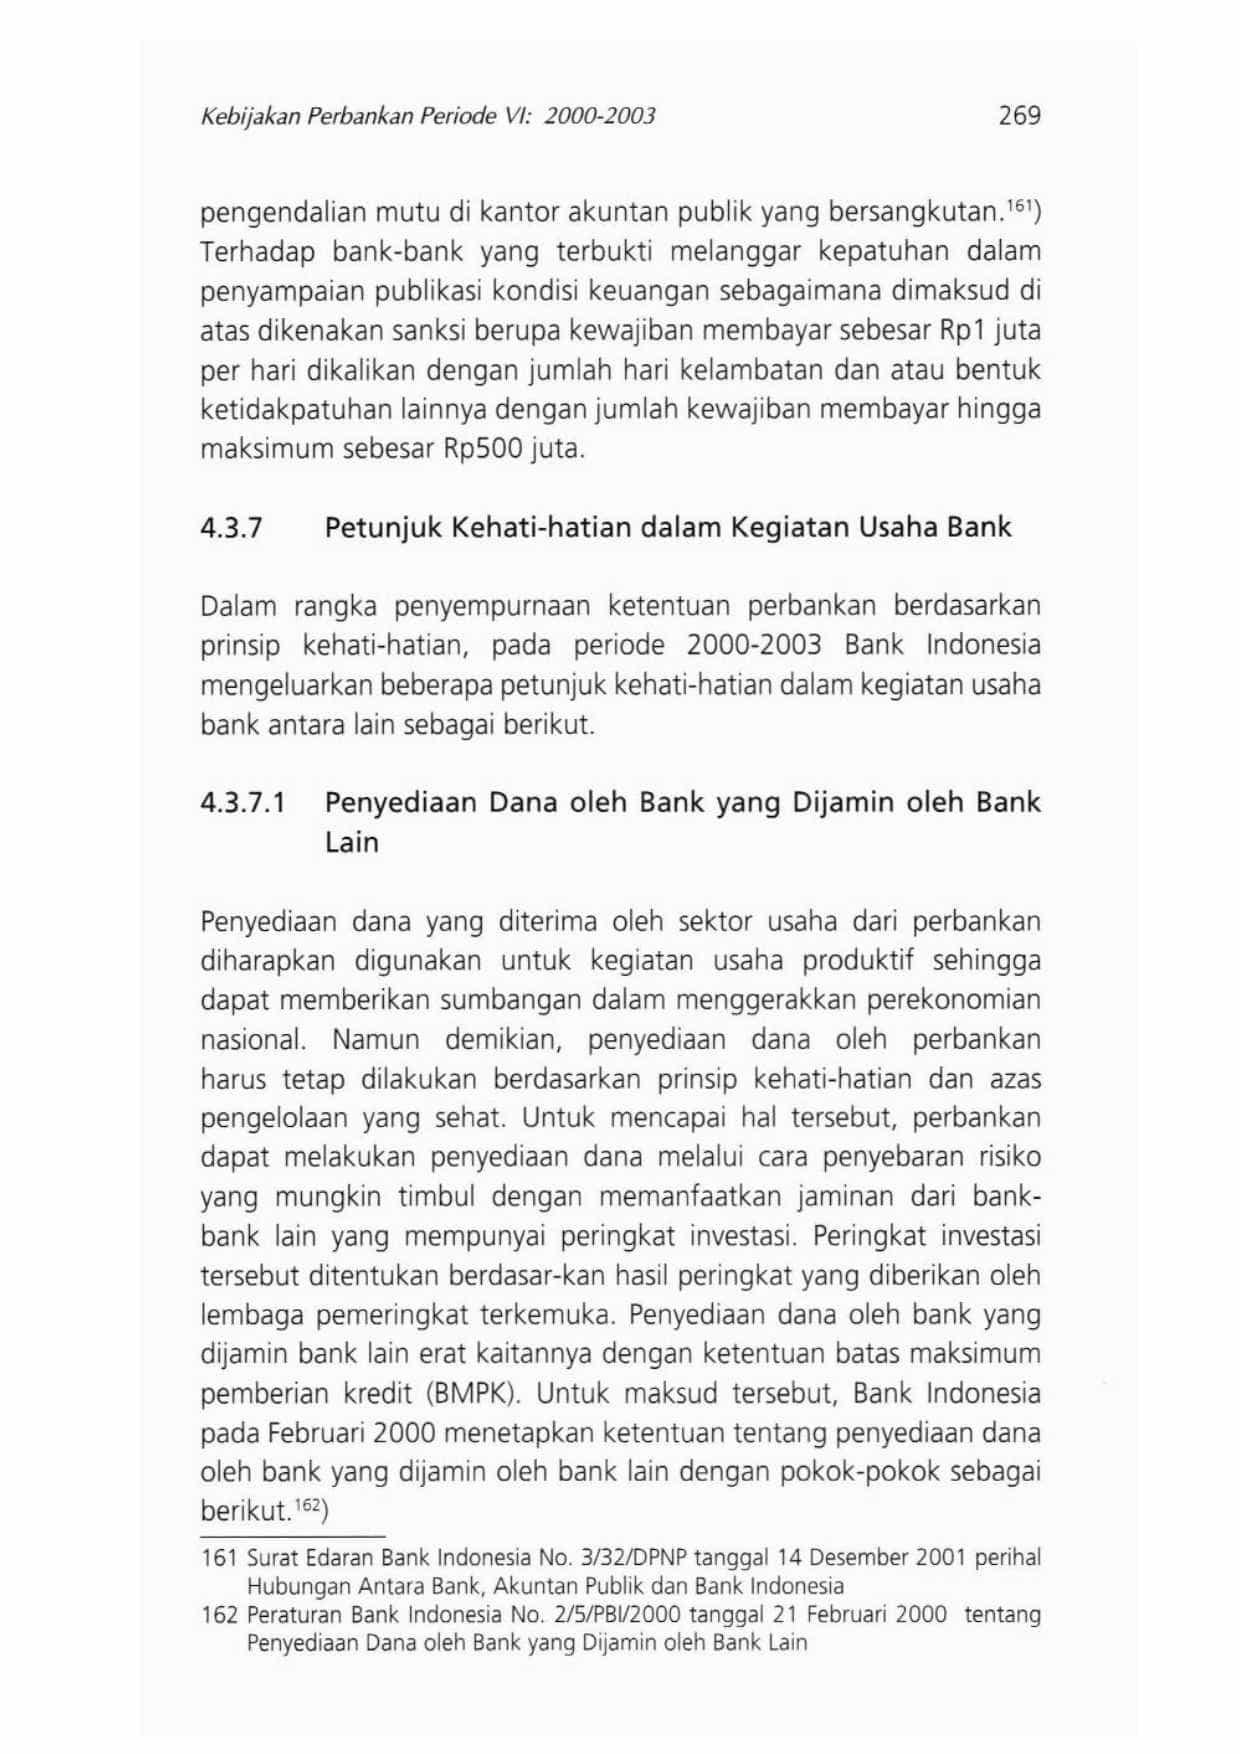 Kebijakan Perbankan Periode VI: 2000-2003 269
pengendalian mutu di kantor akuntan publik yang bersangkutan.161)
Terhadap bank-bank yang terbukti melanggar kepatuhan dalam
penyampaian publikasi kondisi keuangan sebagaimana dimaksud di
atas dikenakan sanksi berupa kewajiban membayar sebesar Rp1 juta
per hari dikalikan dengan jumlah hari kelambatan dan atau bentuk
ketidakpatuhan lainnya dengan jumlah kewajiban membayar hingga
maksimum sebesar Rp500 juta.
4.3.7 Petunjuk Kehati-hatian dalam Kegiatan Usaha Bank
Dalam rangka penyempurnaan ketentuan perbankan berdasarkan
prinsip kehati-hatian, pada periode 2000-2003 Bank Indonesia
mengeluarkan beberapa petunjuk kehati-hatian dalam kegiatan usaha
bank antara lain sebagai berikut.
4.3.7.1 Penyediaan Dana oleh Bank yang Dijamin oleh Bank
Lain
Penyediaan dana yang diterima oleh sektor usaha dari perbankan
diharapkan digunakan untuk kegiatan usaha produktif sehingga
dapat memberikan sumbangan dalam menggerakkan perekonomian
nasional. Namun demikian, penyediaan dana oleh perbankan
harus tetap dilakukan berdasarkan prinsip kehati-hatian dan azas
pengelolaan yang sehat. Untuk mencapai hal tersebut, perbankan
dapat melakukan penyediaan dana melalui cara penyebaran risiko
yang mungkin timbul dengan memanfaatkan jaminan dari bank-
bank lain yang mempunyai peringkat investasi. Peringkat investasi
tersebut ditentukan berdasar-kan hasil peringkat yang diberikan oleh
lembaga pemeringkat terkemuka. Penyediaan dana oleh bank yang
dijamin bank lain erat kaitannya dengan ketentuan batas maksimum
pemberian kredit (BMPK). Untuk maksud tersebut, Bank Indonesia
pada Februari 2000 menetapkan ketentuan tentang penyediaan dana
oleh bank yang dijamin oleh bank lain dengan pokok-pokok sebagai
berikut.162)
161 Surat Edaran Bank Indonesia No. 3/32/DPNP tanggal 14 Desember 2001 perihal
Hubungan Antara Bank, Akuntan Publik dan Bank Indonesia
162 Peraturan Bank Indonesia No. 2/5/PBI/2000 tanggal 21 Februari 2000 tentang
Penyediaan Dana oleh Bank yang Dijamin oleh Bank Lain